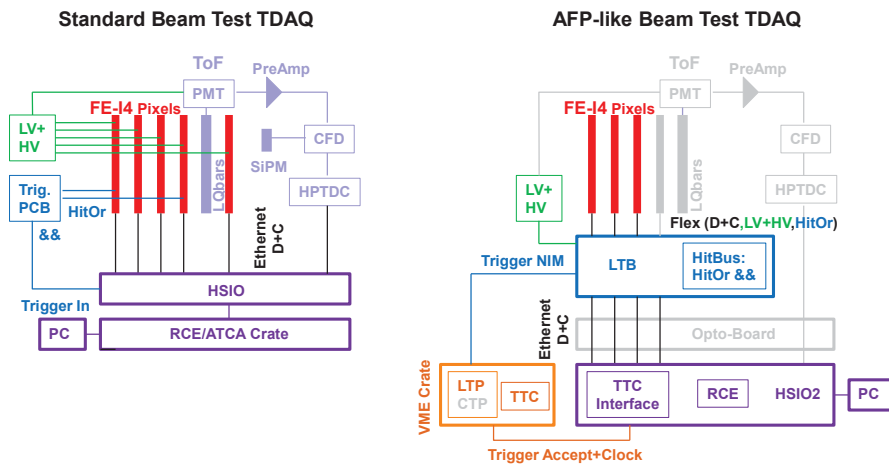 Standard Beam Test TDAQ
ToF
PreAmp
PMT
FE-I4 Pixels
LV+
HV
CFD
SiPM
LQbars
HPTDC
Trig.
PCB
HitOr
&&
Ethernet
D+C
HSIO
Trigger In
PC
RCE/ATCA Crate
AFP-like Beam Test TDAQ
ToF
PreAmp
PMT
FE-I4 Pixels
CFD
LV+
HV
LQbars
HPTDC
Flex (D+C,LV+HV,HitOr)
Trigger NIM
LTB
HitBus:
HitOr &&
Ethernet
D+C
Opto-Board
VME Crate
LTP
CTP
TTC
TTC
Interface
RCE
HSIO2
PC
Trigger Accept+Clock